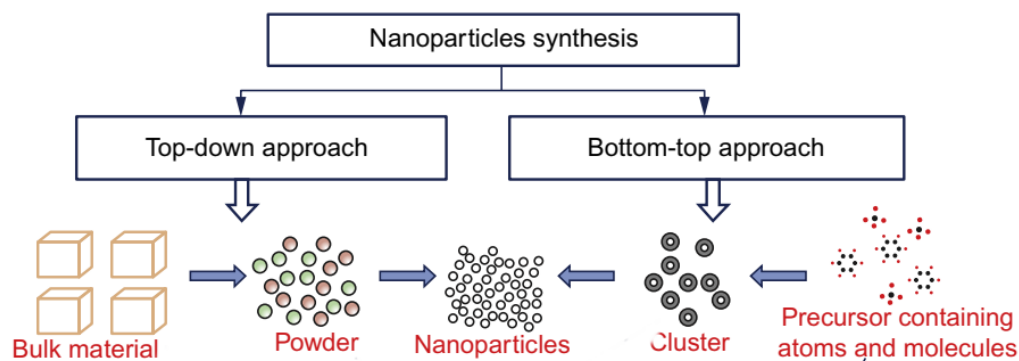 Nanoparticles synthesis
Top-down approach
Bottom-top approach
Bulk material
Powder
Nanoparticles
Cluster
Precursor containing
atoms and molecules